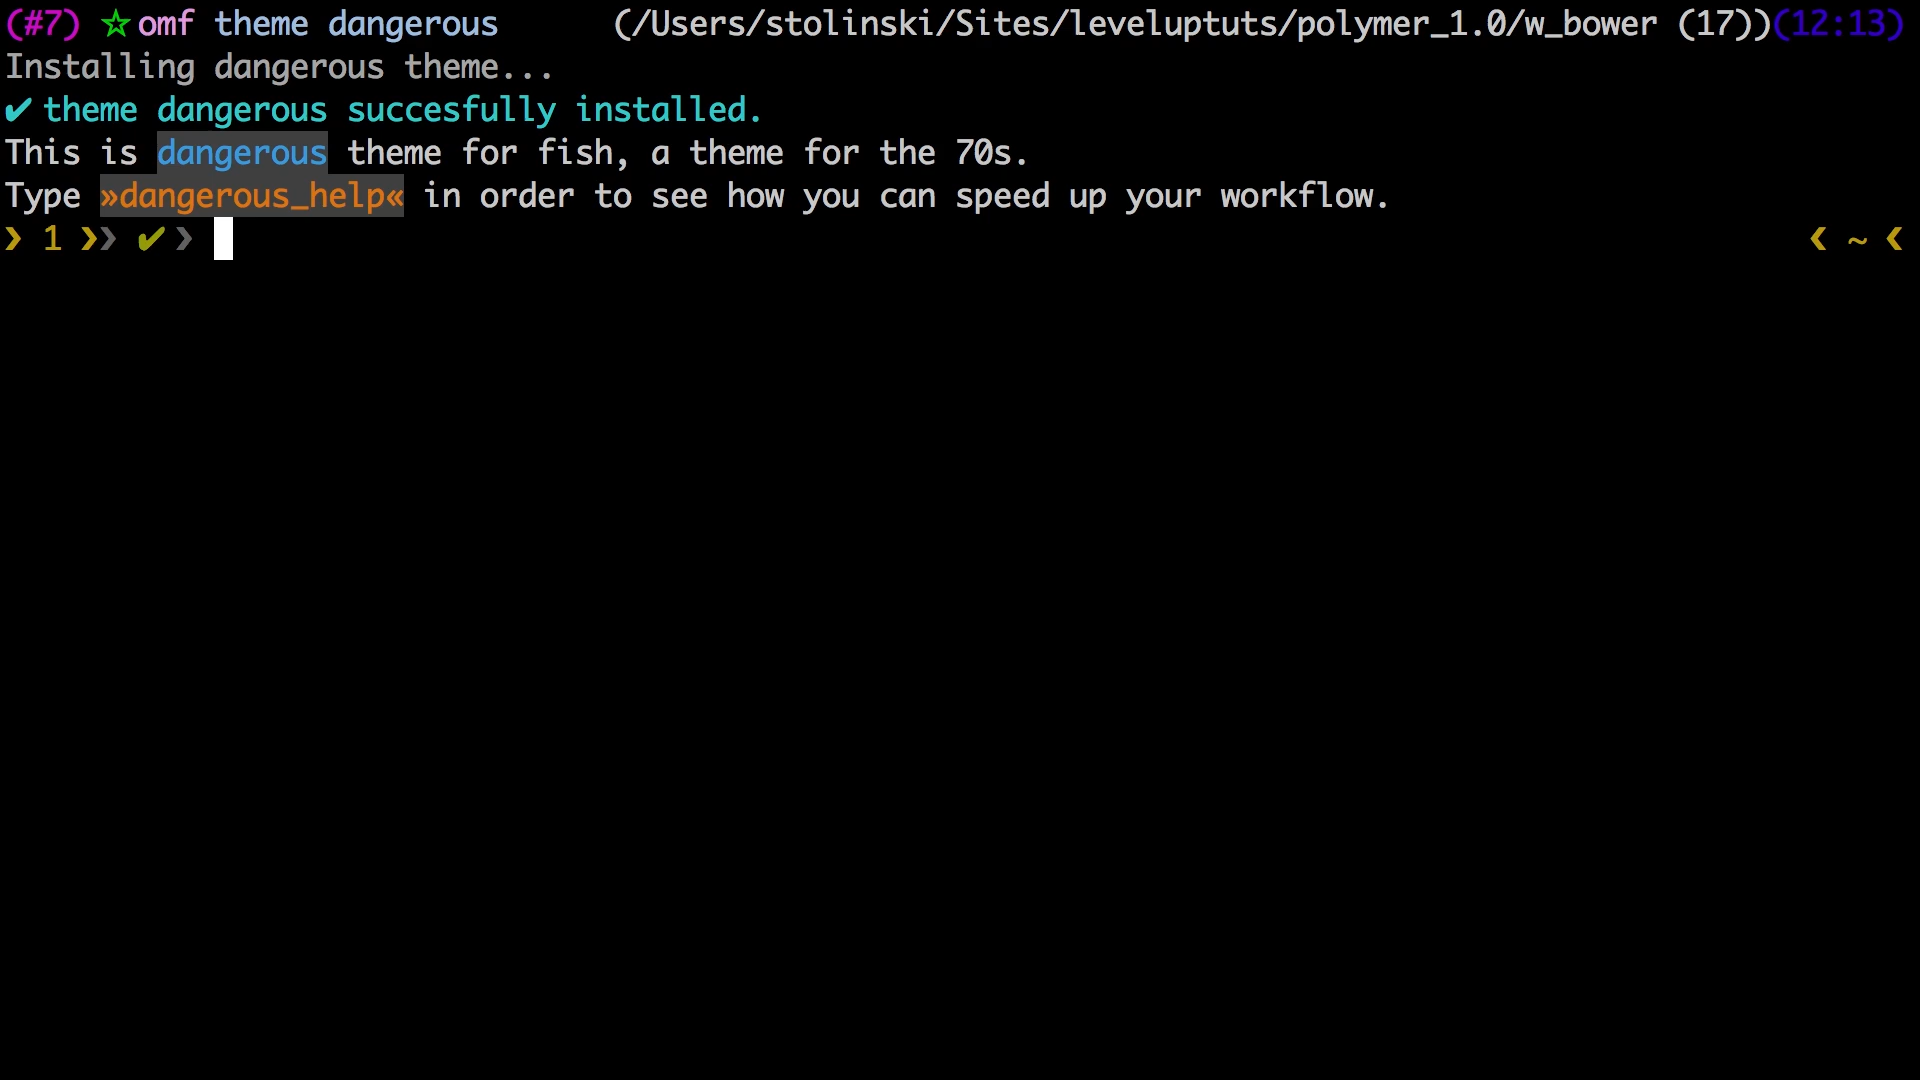 (#7) ☆ omf theme dangerous (/Users/stolinski/Sites/leveluptuts/polymer_1.0/w_bower (17))(12:13)
Installing dangerous theme...
✔ theme dangerous succesfully installed.
This is dangerous theme for fish, a theme for the 70s.
Type »dangerous_help« in order to see how you can speed up your workflow.
❯ 1 ❯❯ ✔ ❯ ❮ ~ ❮